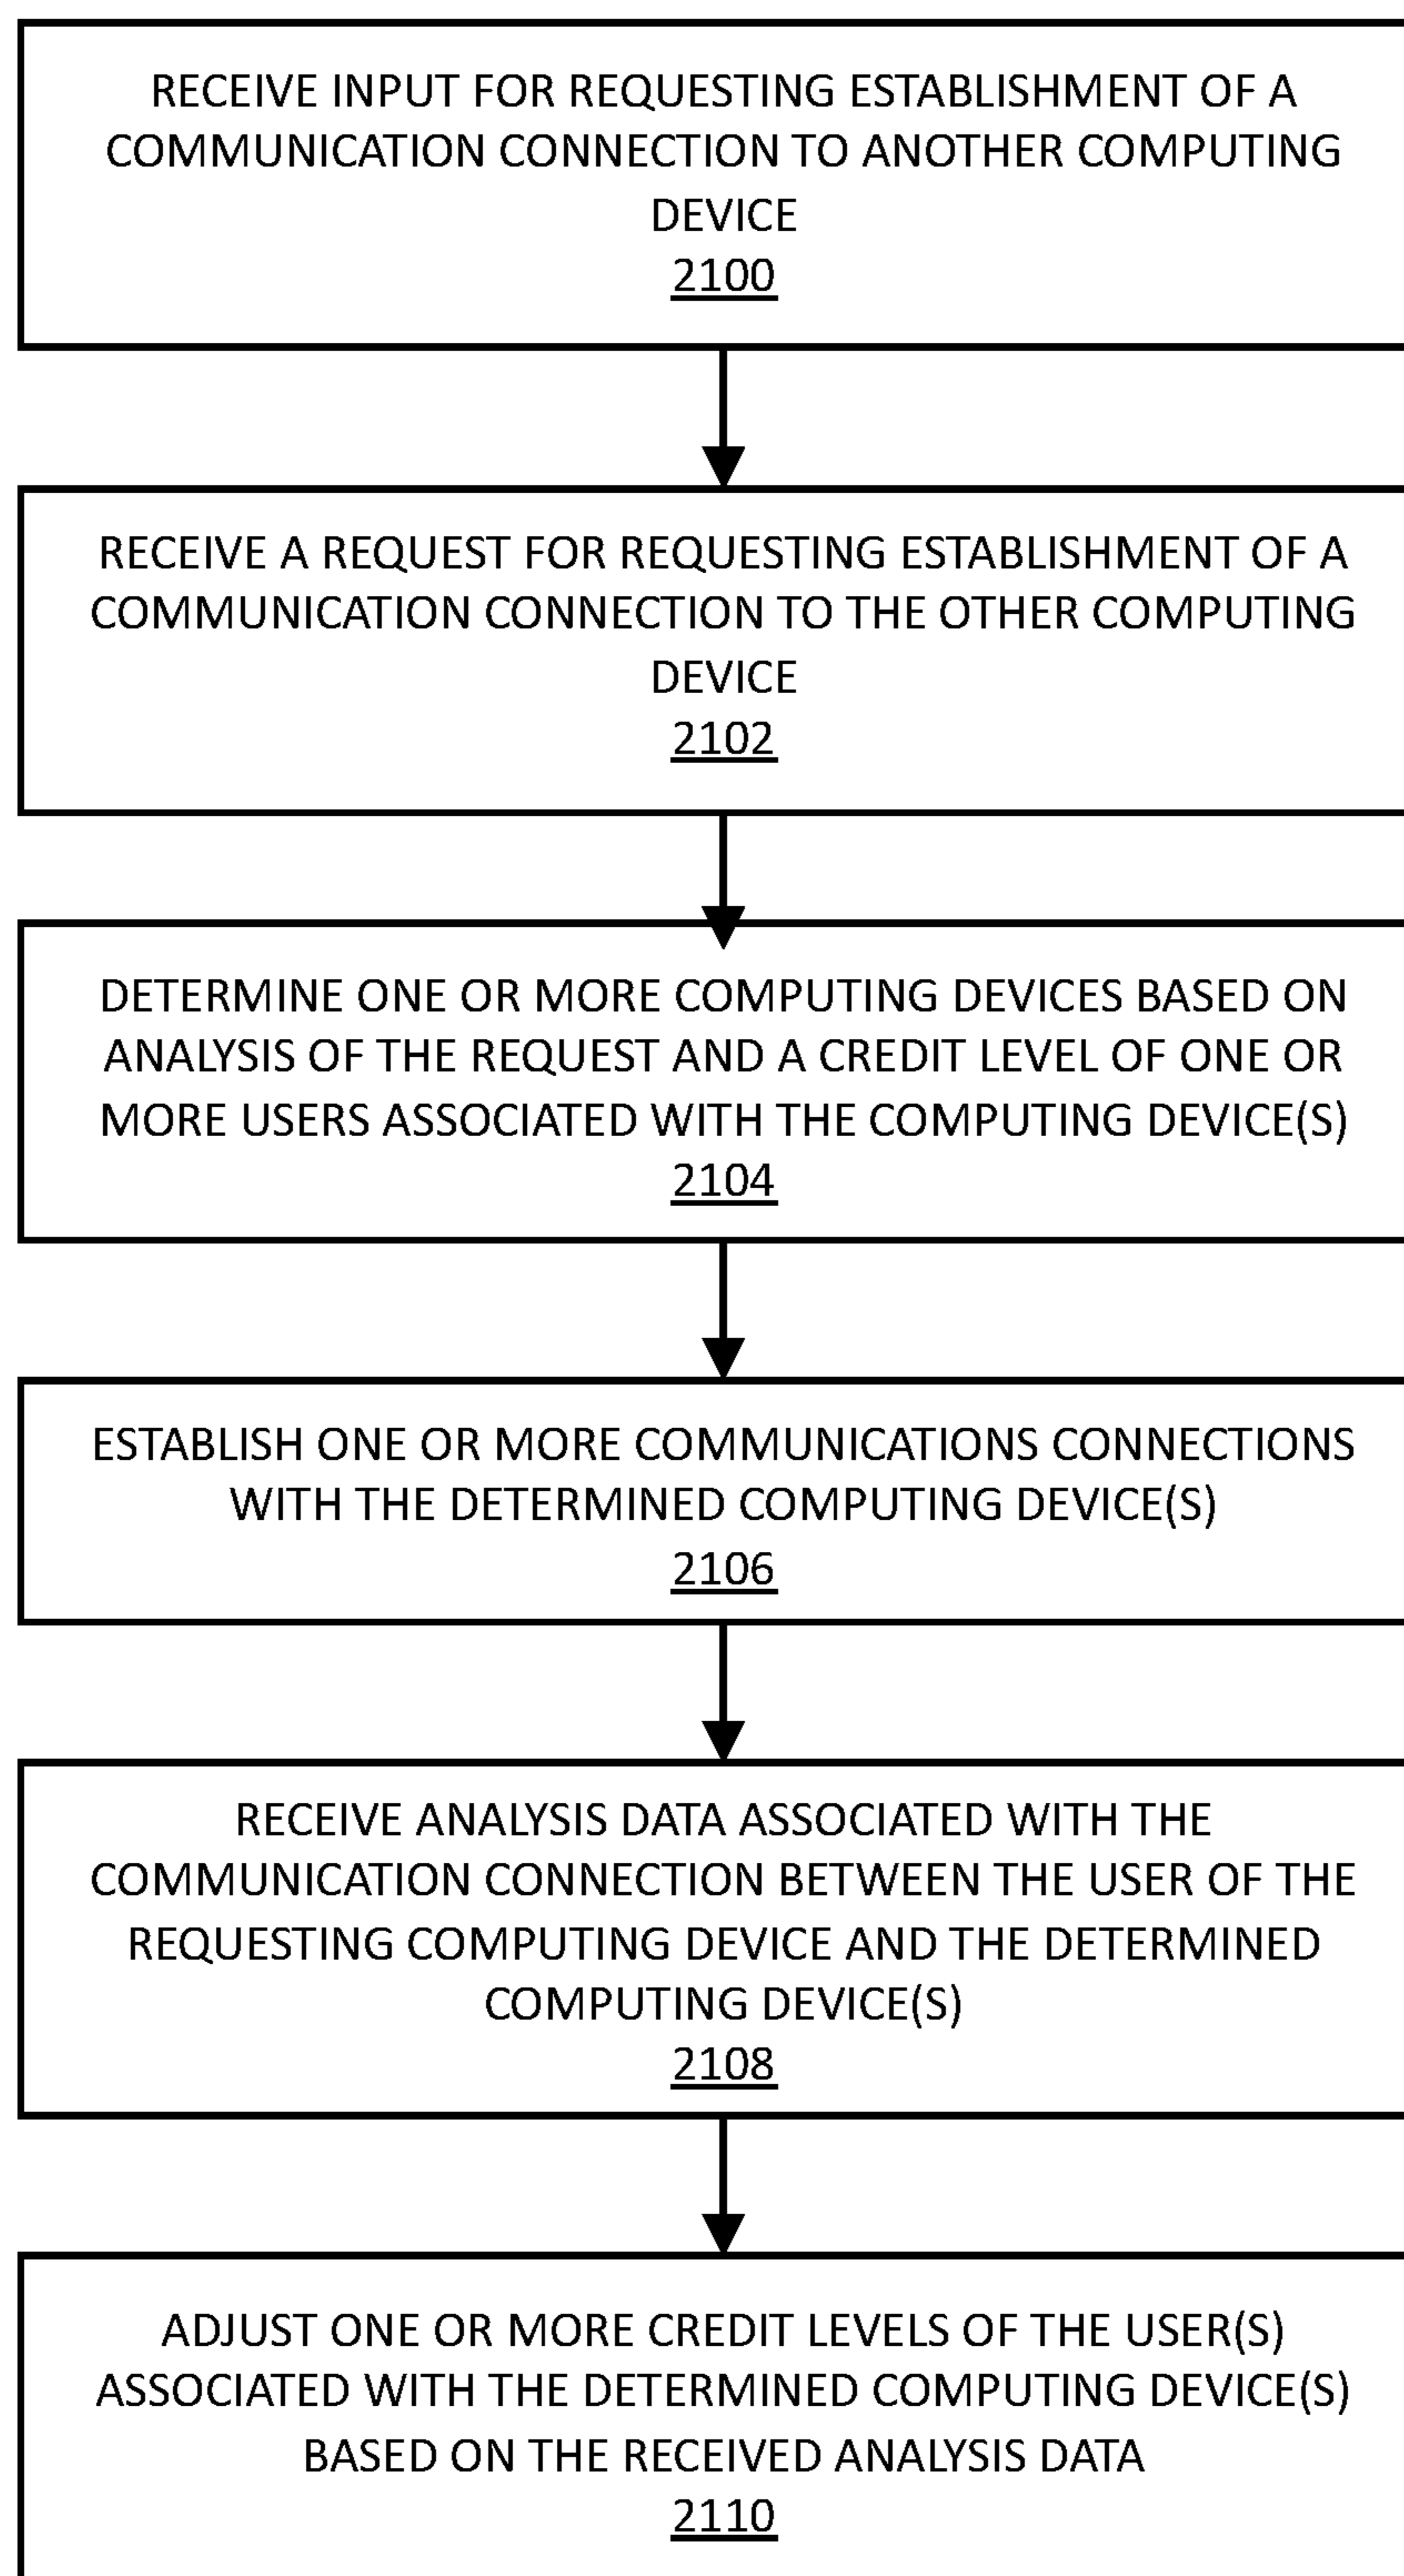 RECEIVE INPUT FOR REQUESTING ESTABLISHMENT OF A
COMMUNICATION CONNECTION TO ANOTHER COMPUTING
DEVICE
2100
RECEIVE A REQUEST FOR REQUESTING ESTABLISHMENT OF A
COMMUNICATION CONNECTION TO THE OTHER COMPUTING
DEVICE
2102
DETERMINE ONE OR MORE COMPUTING DEVICES BASED ON
ANALYSIS OF THE REQUEST AND A CREDIT LEVEL OF ONE OR
MORE USERS ASSOCIATED WITH THE COMPUTING DEVICE(S)
2104
ESTABLISH ONE OR MORE COMMUNICATIONS CONNECTIONS
WITH THE DETERMINED COMPUTING DEVICE(S)
2106
RECEIVE ANALYSIS DATA ASSOCIATED WITH THE
COMMUNICATION CONNECTION BETWEEN THE USER OF THE
REQUESTING COMPUTING DEVICE AND THE DETERMINED
COMPUTING DEVICE(S)
2108
ADJUST ONE OR MORE CREDIT LEVELS OF THE USER(S)
ASSOCIATED WITH THE DETERMINED COMPUTING DEVICE(S)
BASED ON THE RECEIVED ANALYSIS DATA
2110